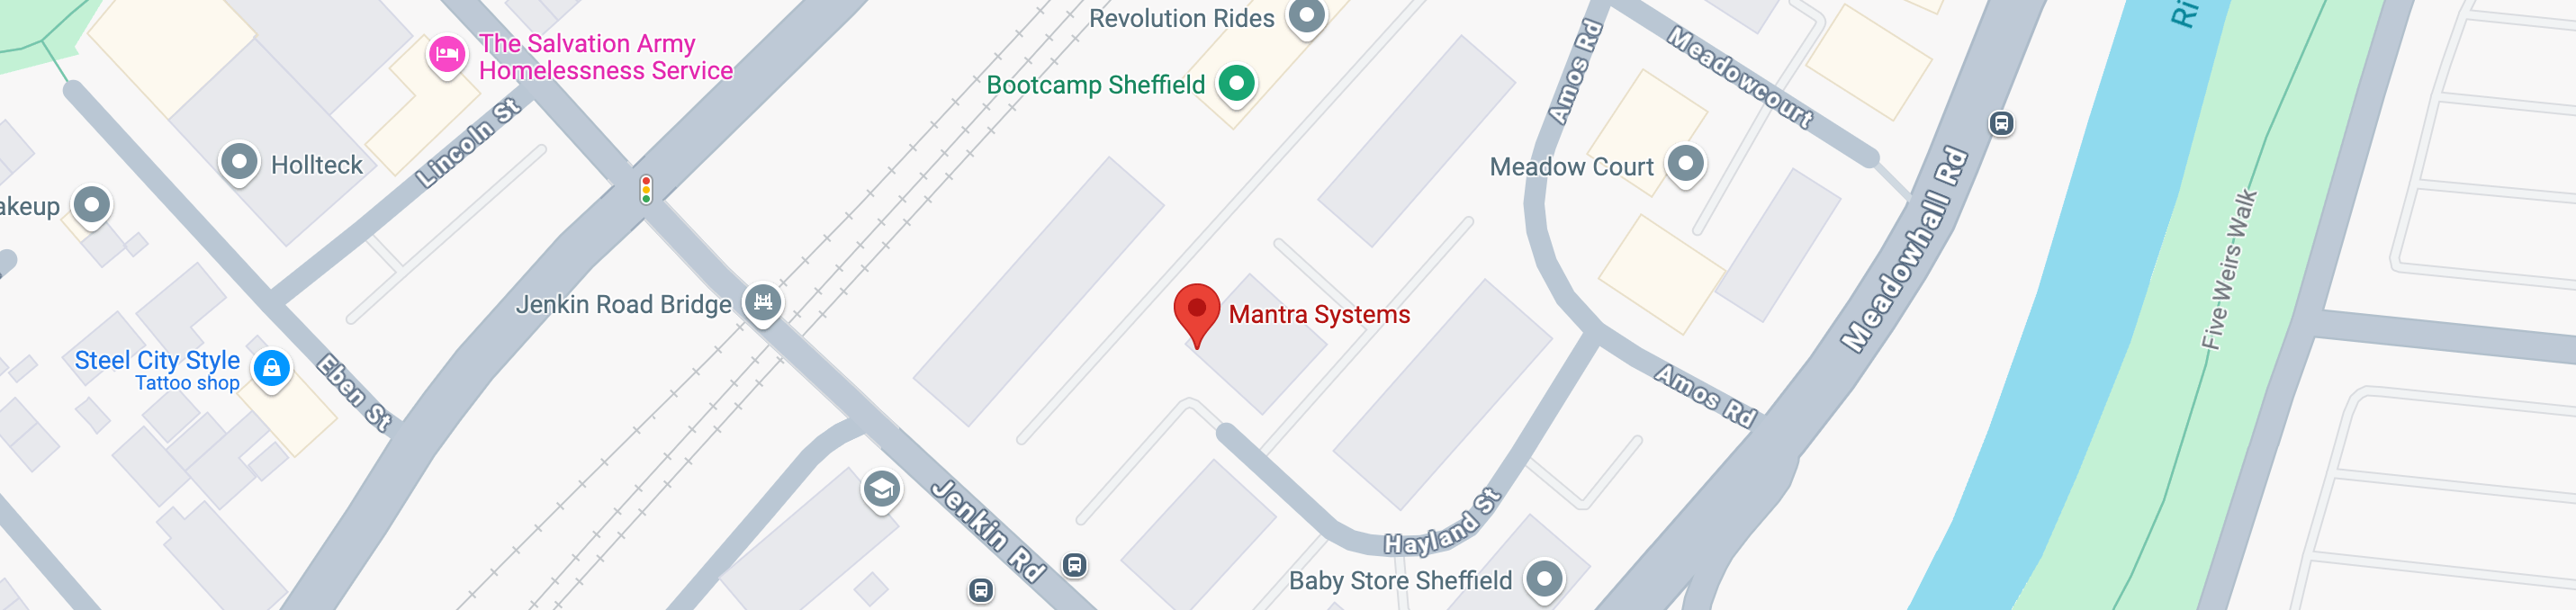 Revolution Rides
Ri
The Salvation Army
Homelessness Service
Bootcamp Sheffield
Amos Rd
Meadowcourt
Lincoln St
Hollteck
Meadow Court
akeup
Meadowhall Rd
Five Weirs Walk
Jenkin Road Bridge
Mantra Systems
Steel City Style
Tattoo shop
Eben St
Amos Rd
Jenkin Rd
Hayland St
Baby Store Sheffield